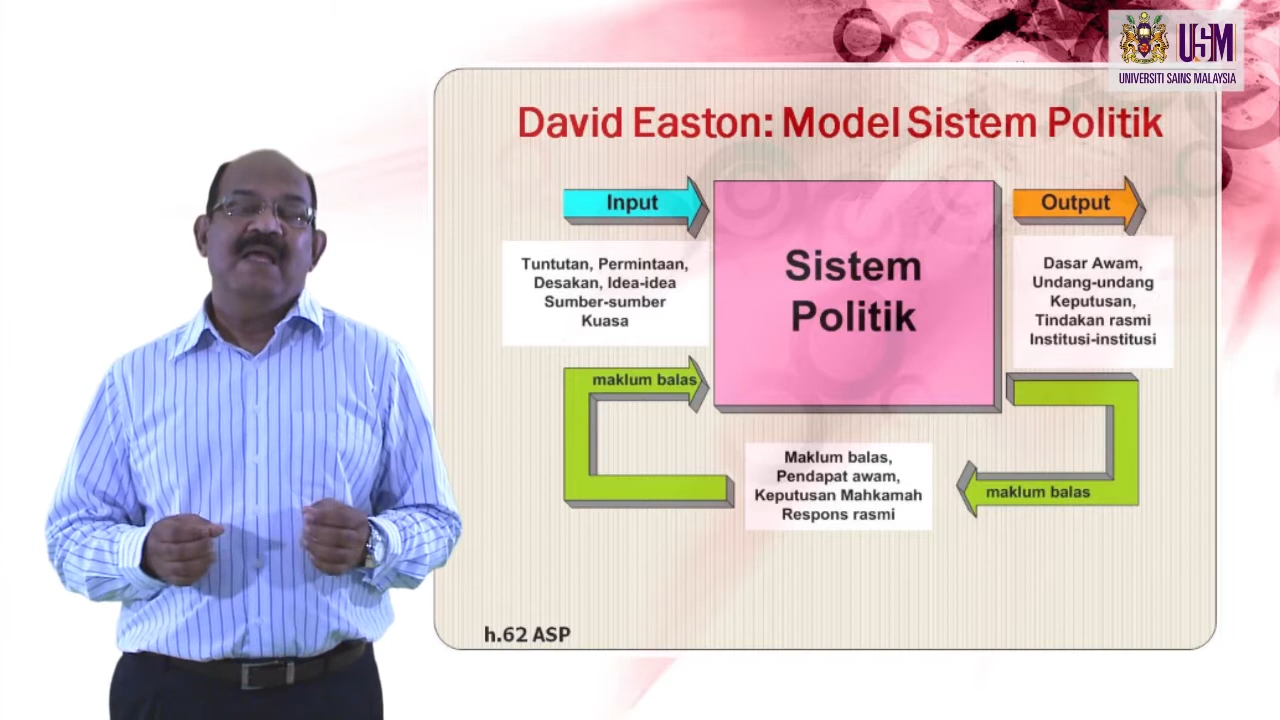 USM
UNIVERSITI SAINS MALAYSIA
David Easton: Model Sistem Politik
Input
Output
Sistem
Politik
Tuntutan, Permintaan,
Desakan, Idea-idea
Sumber-sumber
Kuasa
Dasar Awam,
Undang-undang
Keputusan,
Tindakan rasmi
Institusi-institusi
maklum balas
Maklum balas,
Pendapat awam,
Keputusan Mahkamah
Respons rasmi
maklum balas
h.62 ASP